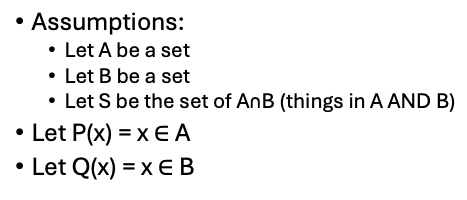 • Assumptions:
• Let A be a set
• Let B be a set
• Let S be the set of A∩B (things in A AND B)
• Let P(x) = x ∈ A
• Let Q(x) = x ∈ B